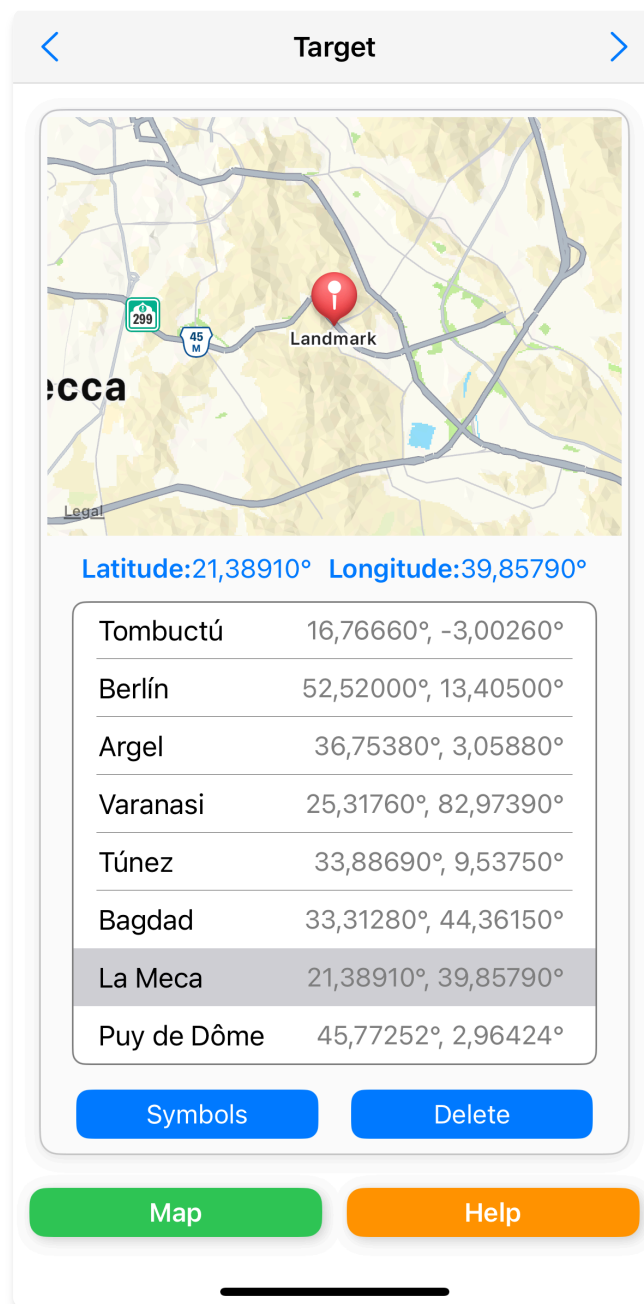 Target
299
45
M
Landmark
ecca
Legal
Latitude:21,38910° Longitude:39,85790°
Tombuctú 16,76660°, -3,00260°
Berlín 52,52000°, 13,40500°
Argel 36,75380°, 3,05880°
Varanasi 25,31760°, 82,97390°
Túnez 33,88690°, 9,53750°
Bagdad 33,31280°, 44,36150°
La Meca 21,38910°, 39,85790°
Puy de Dôme 45,77252°, 2,96424°
Symbols Delete
Map Help